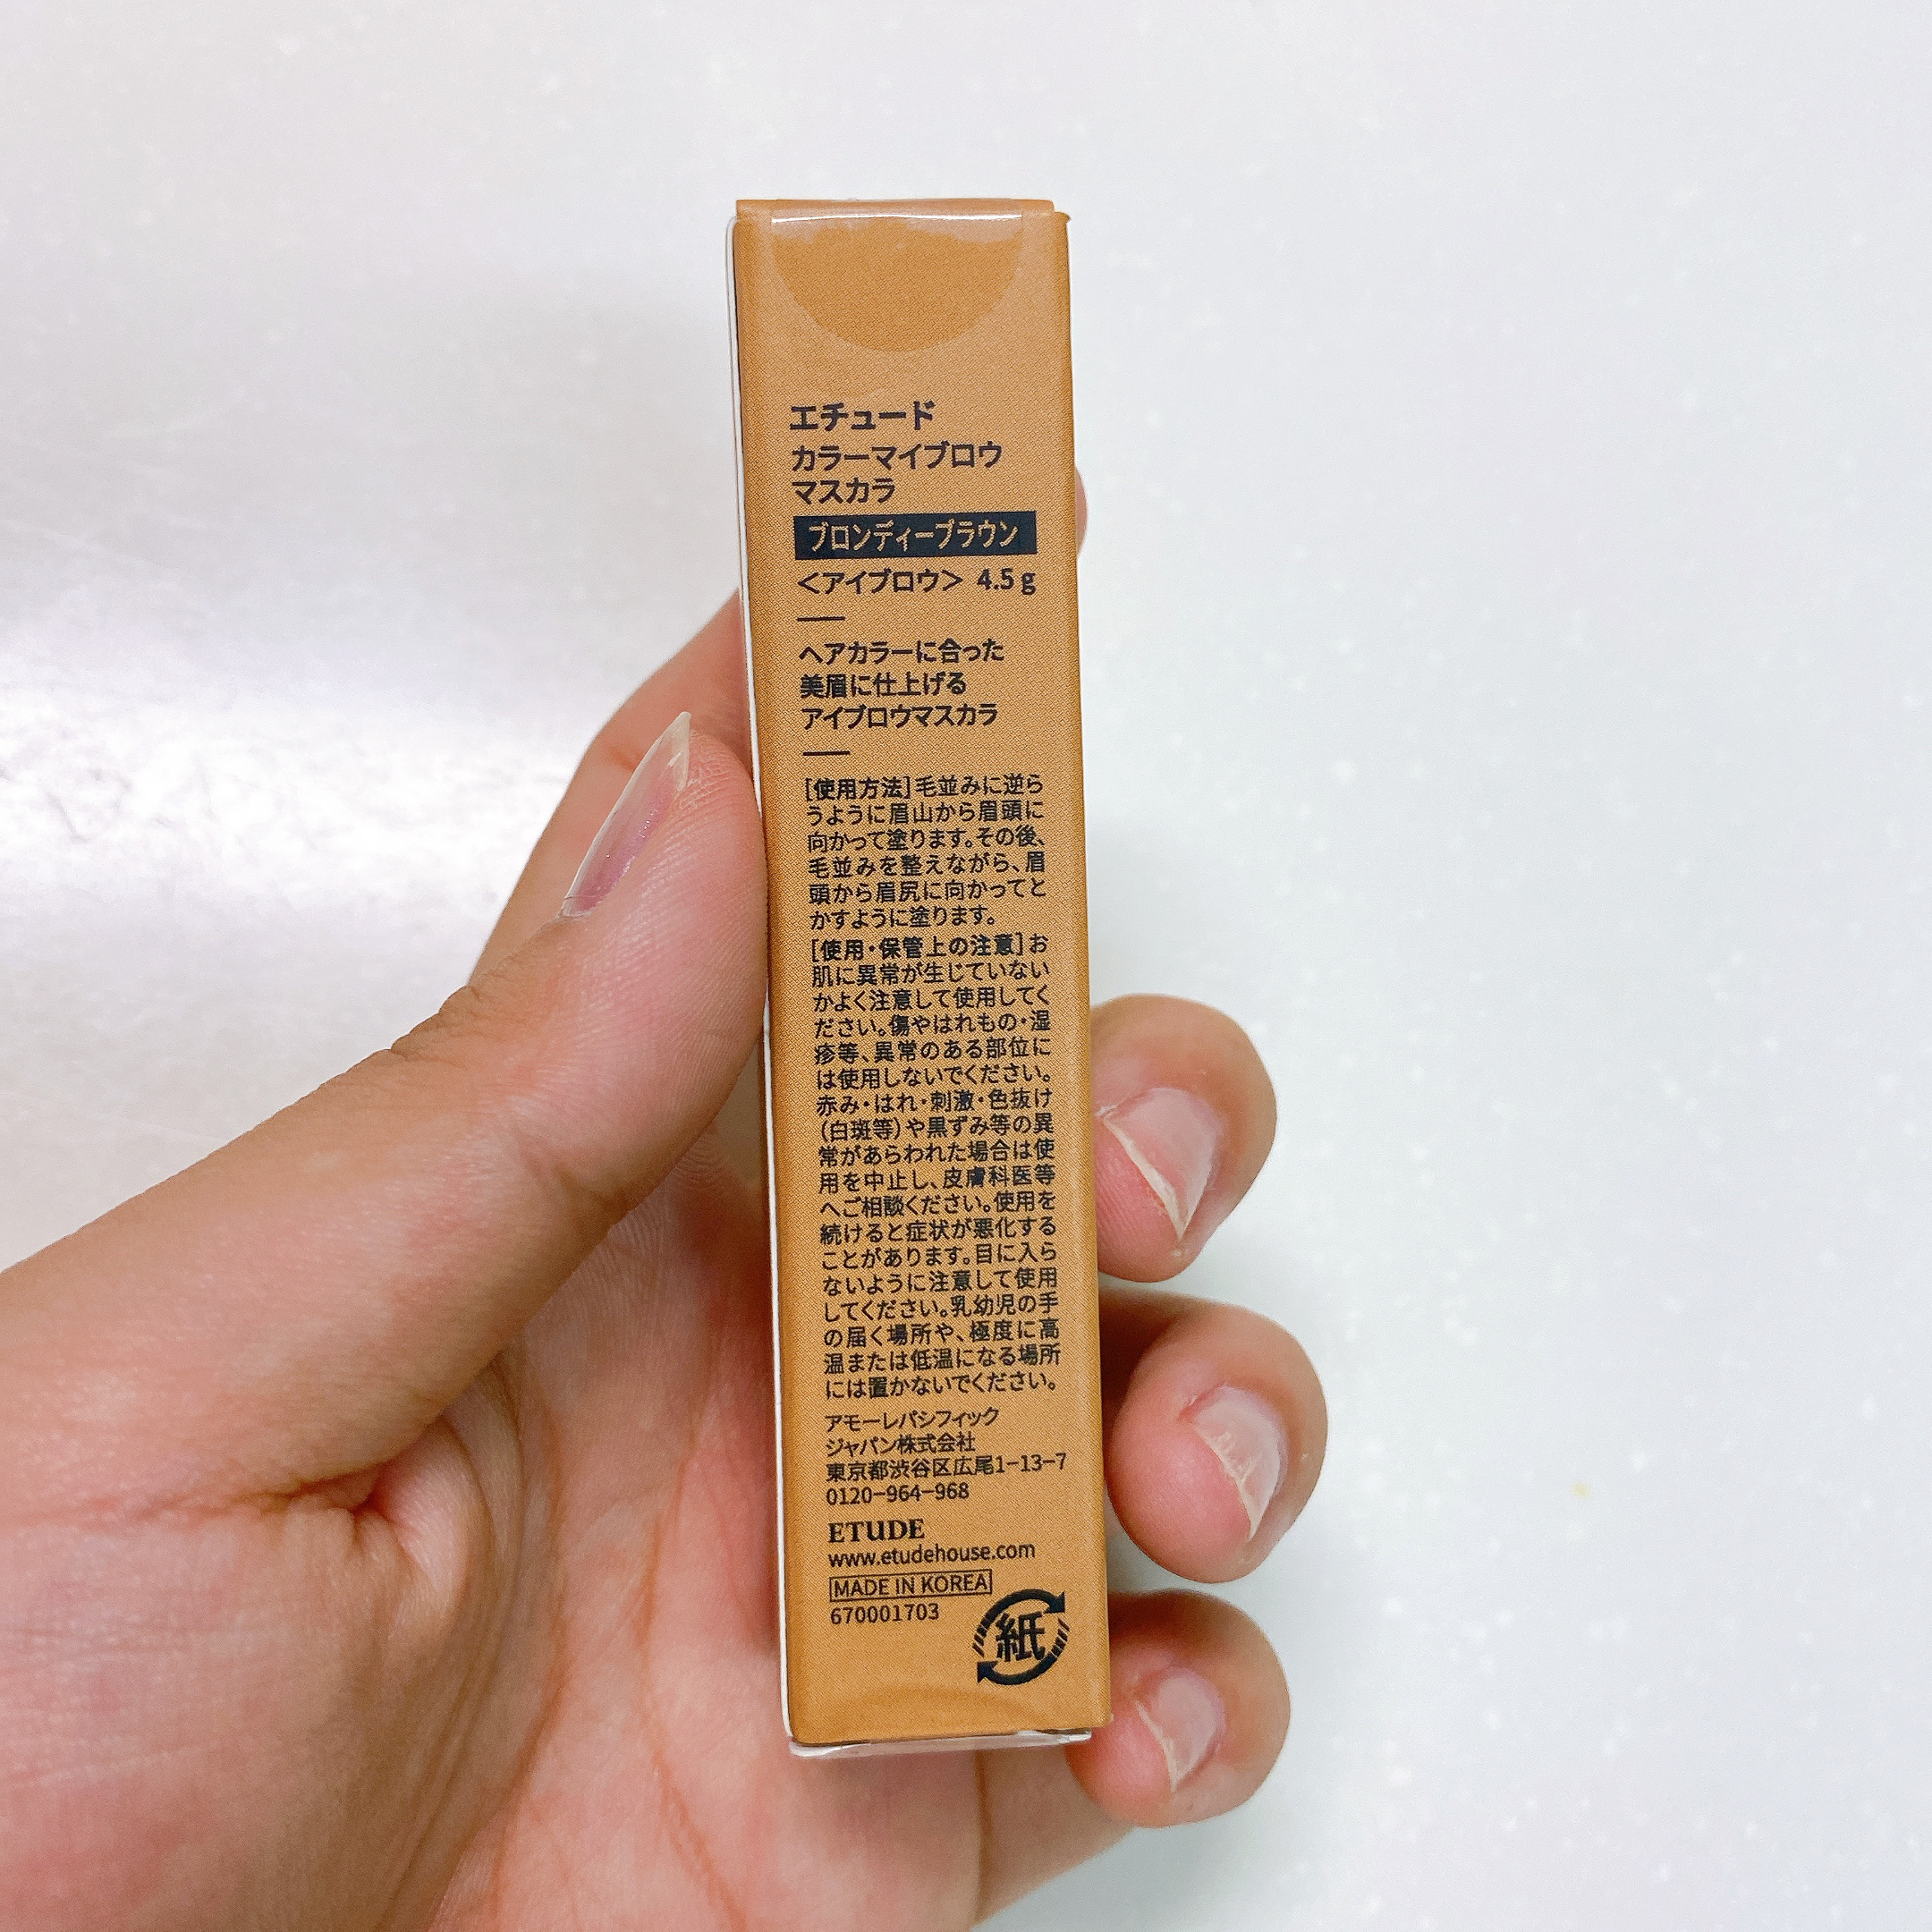 エチュード
カラーマイブロウ
マスカラ
ブロンディーブラウン
<アイブロウ> 4.5 g
ヘアカラーに合った
美眉に仕上げる
アイブロウマスカラ
[使用方法]毛並みに逆ら
うように眉山から眉頭に
向かって塗ります。その後、
毛並みを整えながら、眉
頭から眉尻に向かってと
かすように塗ります。
[使用・保管上の注意]お
肌に異常が生じていない
かよく注意して使用してく
ださい。傷やはれもの・湿
疹等、異常のある部位に
は使用しないでください。
赤み・はれ・刺激・色抜け
(白斑等)や黒ずみ等の異
常があらわれた場合は使
用を中止し、皮膚科医等
へご相談ください。使用を
続けると症状が悪化する
ことがあります。目に入ら
ないように注意して使用
してください。乳幼児の手
の届く場所や、極度に高
温または低温になる場所
には置かないでください。
アモーレパシフィック
ジャパン株式会社
東京都渋谷区広尾1-13-7
0120-964-968
ETUDE
www.etudehouse.com
MADE IN KOREA
670001703
紙